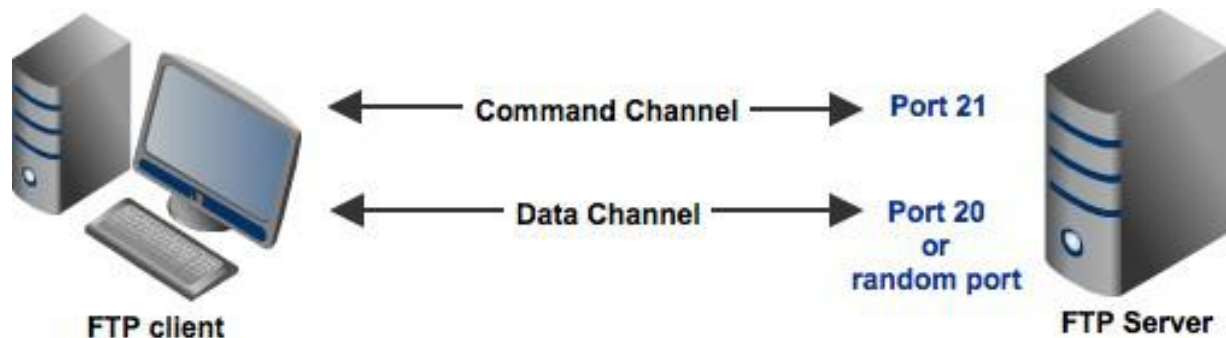 Command Channel
Port 21
Data Channel
Port 20
or
random port
FTP client
FTP Server